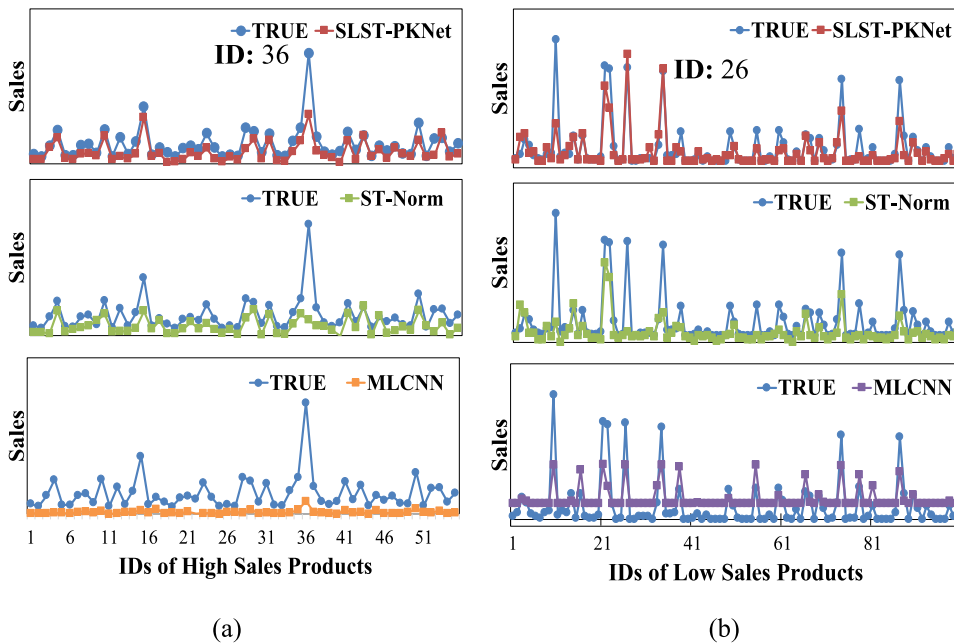 (a)
TRUE SLST-PKNet
ID: 36
Sales
TRUE ST-Norm
Sales
TRUE MLCNN
Sales
1 6 11 16 21 26 31 36 41 46 51
IDs of High Sales Products
(a)
(b)
TRUE SLST-PKNet
ID: 26
Sales
TRUE ST-Norm
Sales
TRUE MLCNN
Sales
1 21 41 61 81
IDs of Low Sales Products
(b)